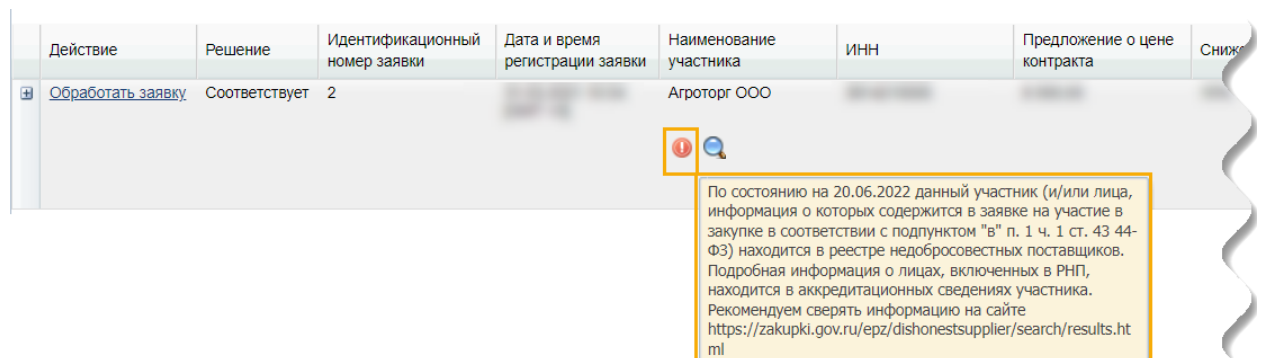 Действие
Решение
Идентификационный
номер заявки
Дата и время
регистрации заявки
Наименование
участника
ИНН
Предложение о цене
контракта
Обработать заявку
Соответствует
2
Агроторг ООО
По состоянию на 20.06.2022 данный участник (и/или лица,
информация о которых содержится в заявке на участие в
закупке в соответствии с подпунктом "в" п. 1 ч. 1 ст. 43 44-
ФЗ) находится в реестре недобросовестных поставщиков.
Подробная информация о лицах, включенных в РНП,
находится в аккредитационных сведениях участника.
Рекомендуем сверять информацию на сайте
https://zakupki.gov.ru/epz/dishonestsupplier/search/results.ht
ml